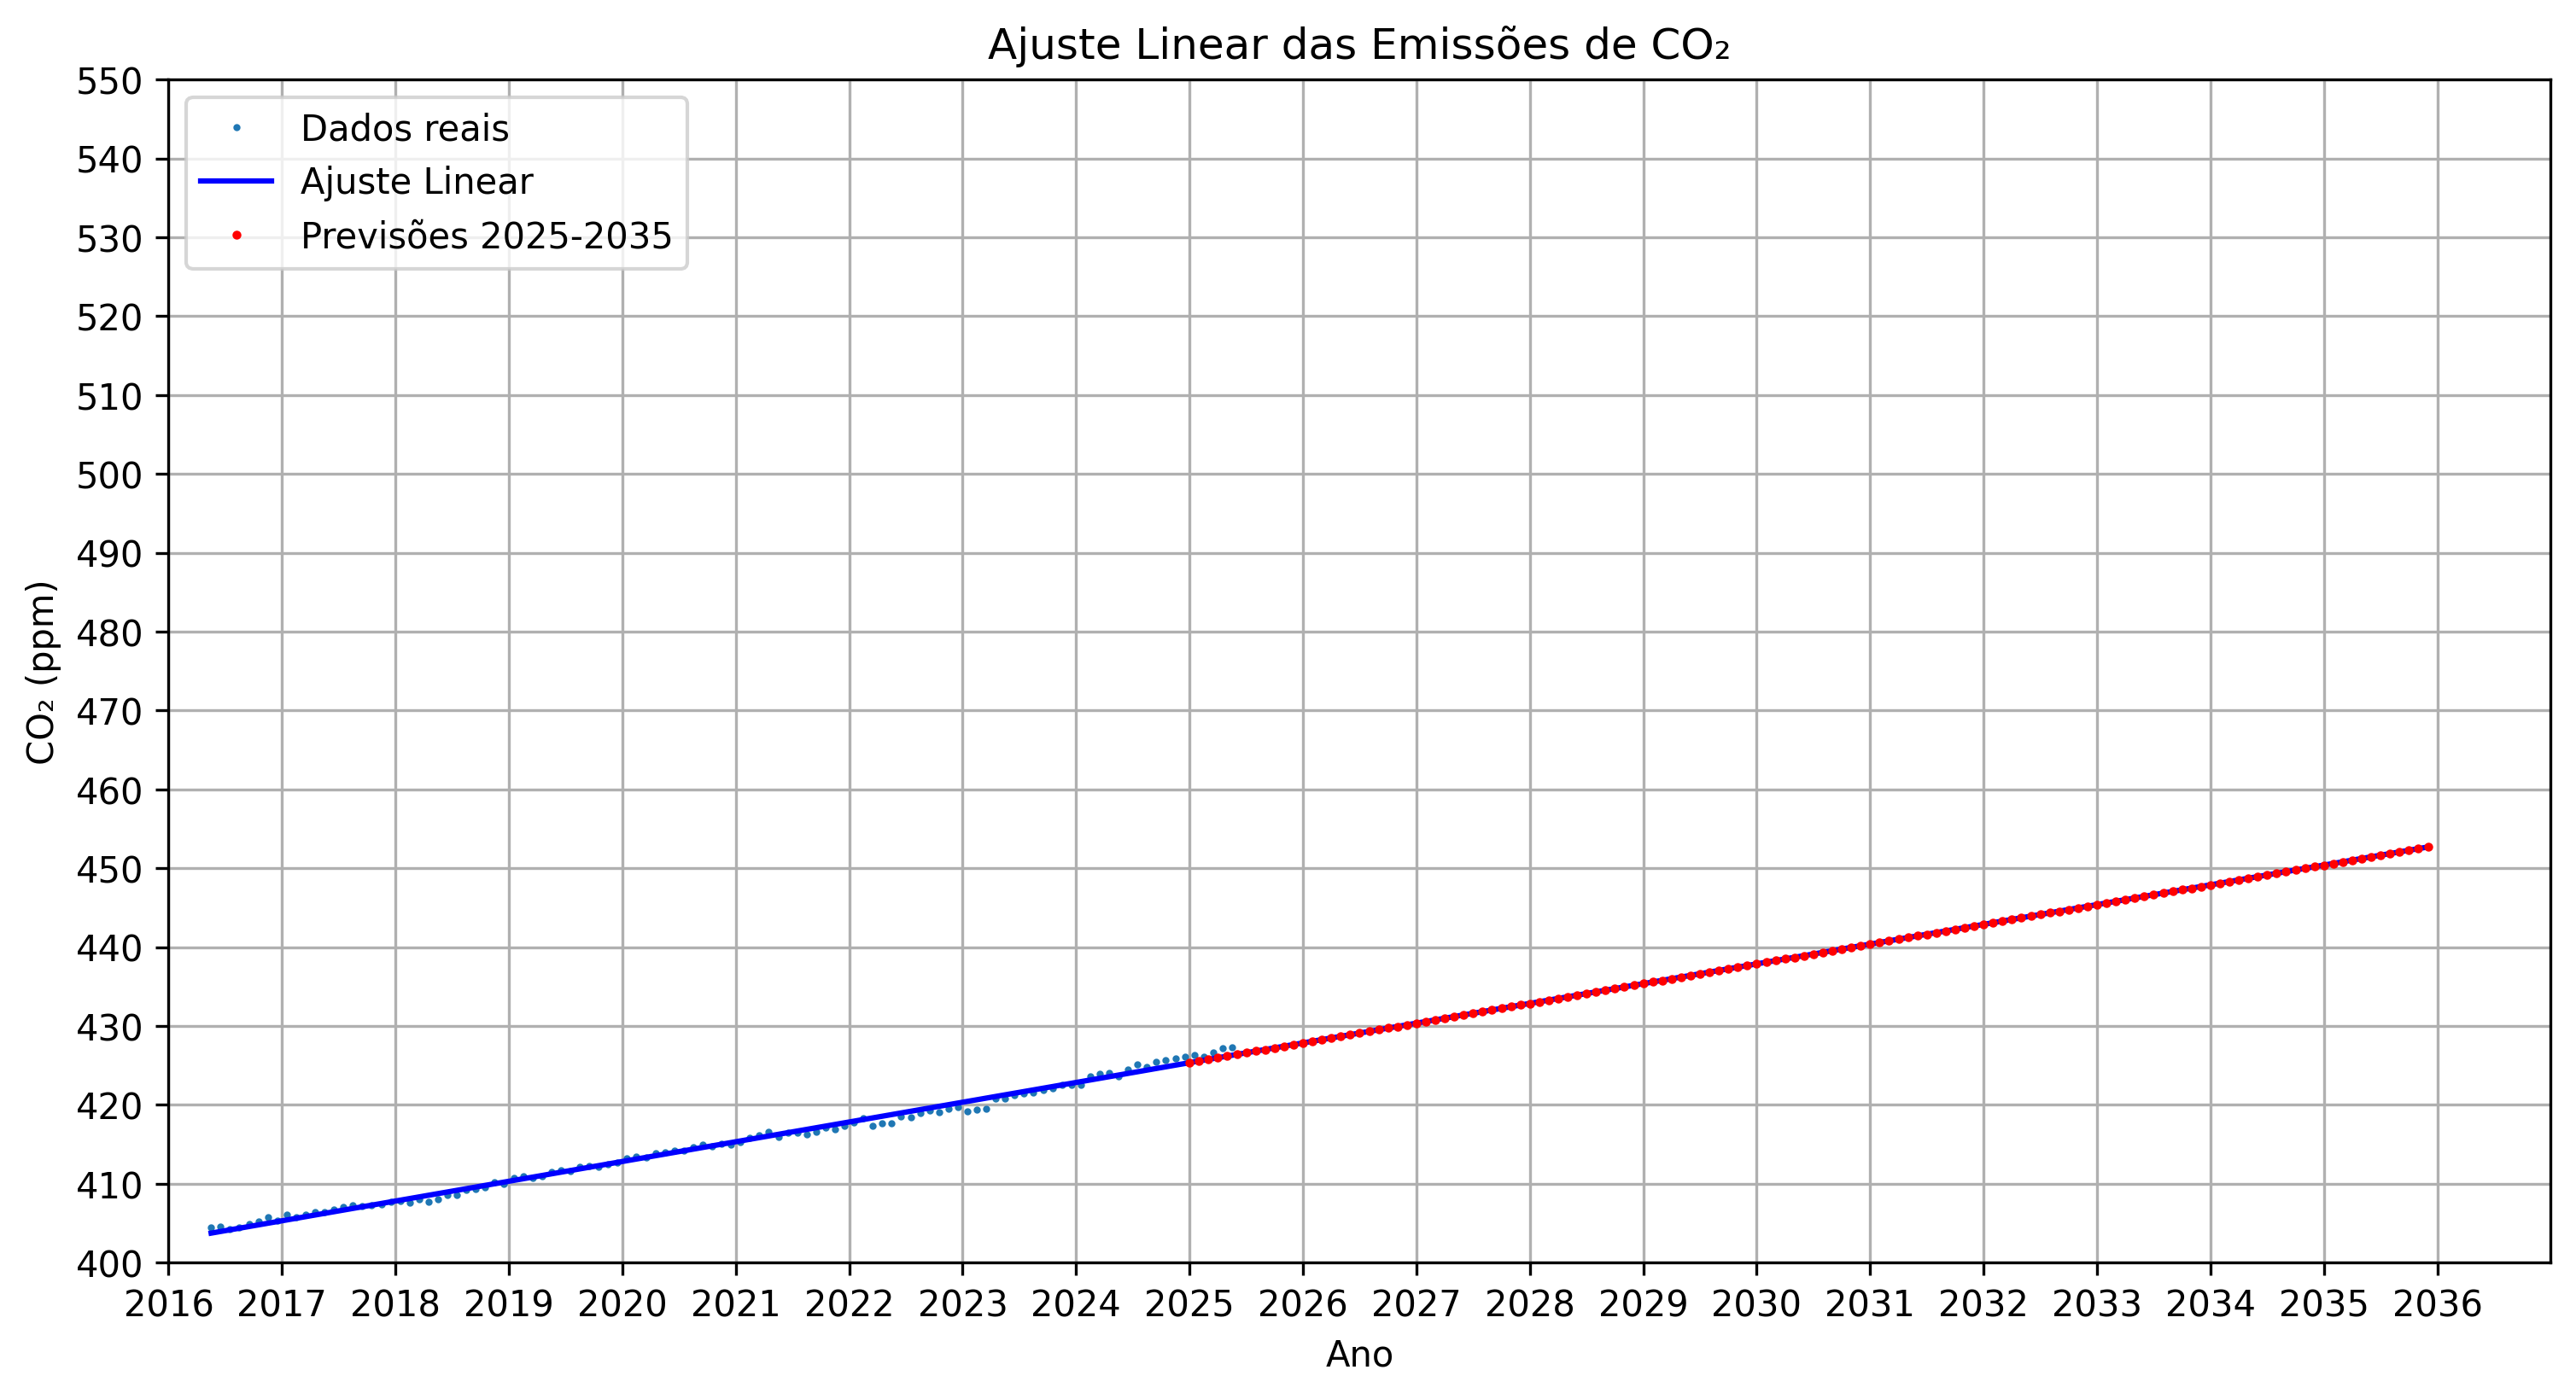 Ajuste Linear das Emissões de CO₂
550
540
530
520
510
500
490
480
470
460
450
440
430
420
410
400
CO₂ (ppm)
Dados reais
Ajuste Linear
Previsões 2025-2035
2016 2017 2018 2019 2020 2021 2022 2023 2024 2025 2026 2027 2028 2029 2030 2031 2032 2033 2034 2035 2036
Ano